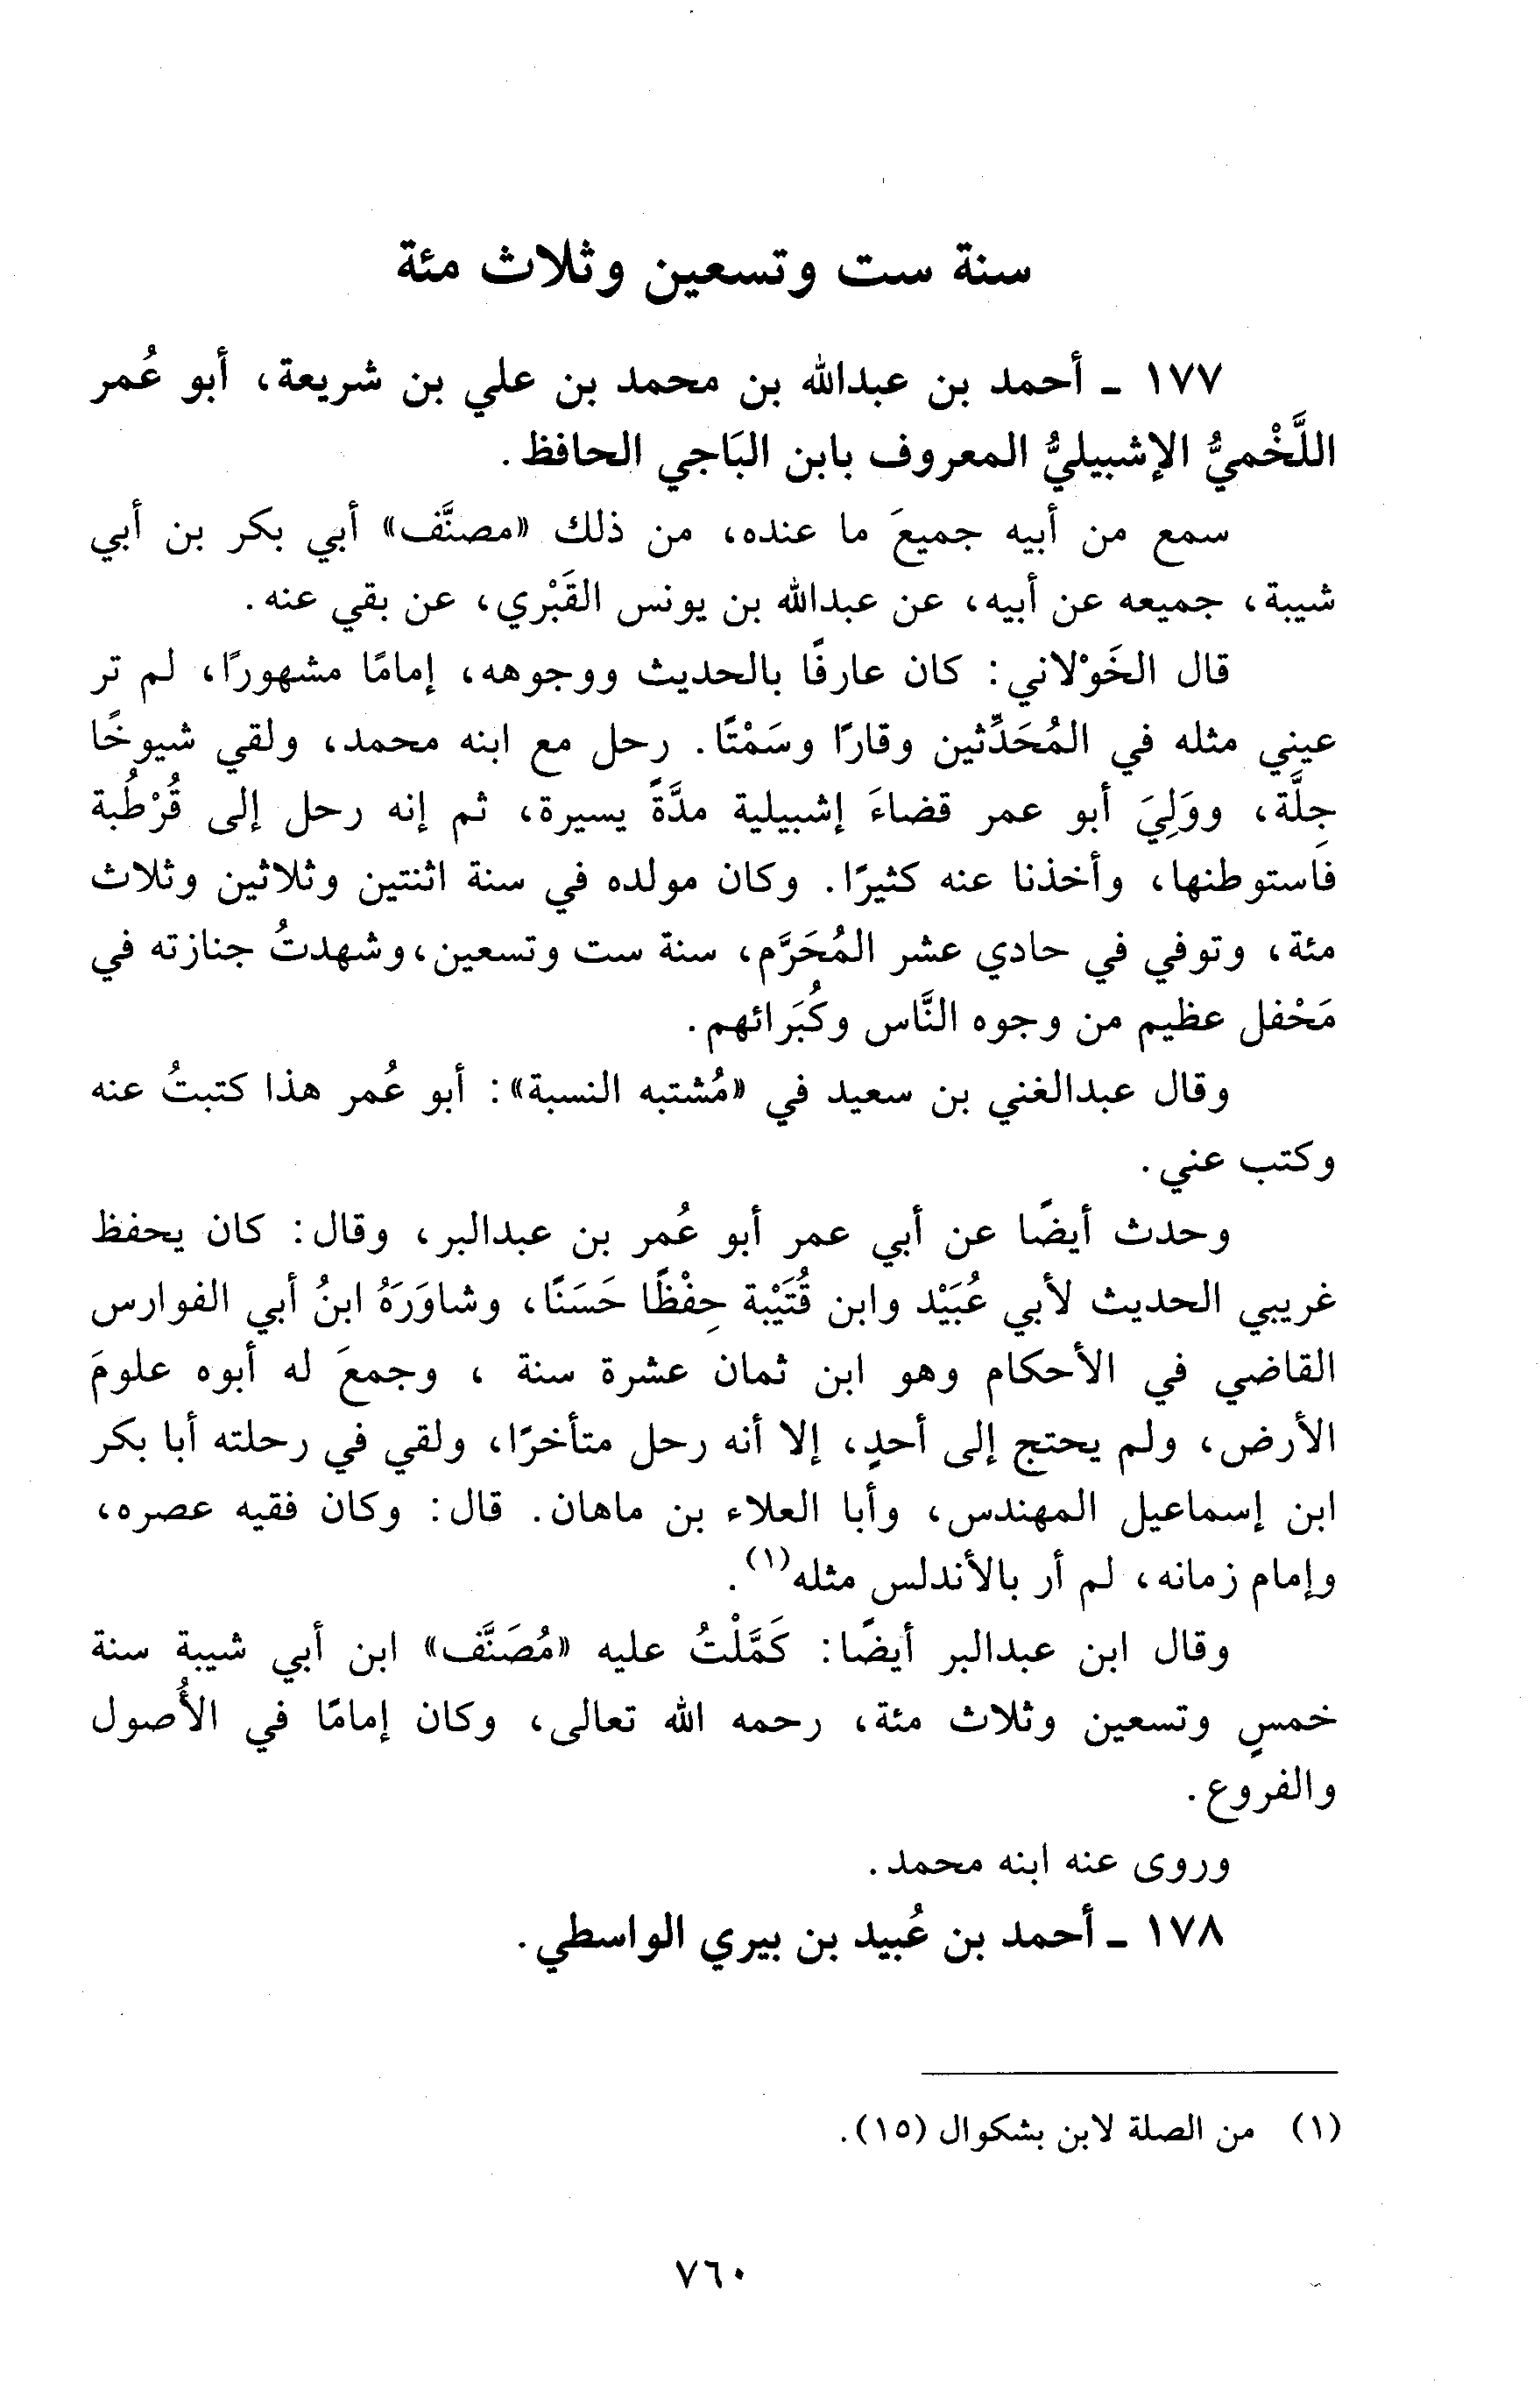 سنة ست وتسعين وثلاث مئة
١٧٧ - أحمد بن عبدالله بن محمد بن علي بن شريعة، أبو عُمر
اللَّخْميُّ الإشبيليُّ المعروف بابن البَاجي الحافظ.
سمع من أبيه جميعَ ما عنده، من ذلك «مصنَّف» أبي بكر بن أبي
شيبة، جميعه عن أبيه، عن عبدالله بن يونس القَبْري، عن بقي عنه.
قال الخَوْلاني: كان عارفًا بالحديث ووجوهه، إمامًا مشهورًا، لم تر
عيني مثله في المُحَدِّثين وقارًا وسَمْتًا. رحل مع ابنه محمد، ولقي شيوخًا
جِلَّة، ووَلِيَ أبو عمر قضاءَ إشبيلية مدَّةً يسيرة، ثم إنه رحل إلى قُرْطُبة
فاستوطنها، وأخذنا عنه كثيرًا. وكان مولده في سنة اثنتين وثلاثين وثلاث
مئة، وتوفي في حادي عشر المُحَرَّم، سنة ست وتسعين، وشهدتُ جنازته في
مَحْفل عظيم من وجوه النَّاس وكُبَرائهم.
وقال عبدالغني بن سعيد في «مُشتبه النسبة»: أبو عُمر هذا كتبتُ عنه
وكتب عني.
وحدث أيضًا عن أبي عمر أبو عُمر بن عبدالبر، وقال: كان يحفظ
غريبي الحديث لأبي عُبَيْد وابن قُتَيْبة حِفْظًا حَسَنًا، وشاوَرَهُ ابنُ أبي الفوارس
القاضي في الأحكام وهو ابن ثمان عشرة سنة ، وجمعَ له أبوه علومَ
الأرض، ولم يحتج إلى أحدٍ، إلا أنه رحل متأخرًا، ولقي في رحلته أبا بكر
ابن إسماعيل المهندس، وأبا العلاء بن ماهان. قال: وكان فقيه عصره،
وإمام زمانه، لم أر بالأندلس مثله(١).
وقال ابن عبدالبر أيضًا: كَمَّلْتُ عليه «مُصَنَّف» ابن أبي شيبة سنة
خمسٍ وتسعين وثلاث مئة، رحمه الله تعالى، وكان إمامًا في الأُصول
والفروع.
وروى عنه ابنه محمد.
١٧٨ - أحمد بن عُبيد بن بيري الواسطي.
(١) من الصلة لابن بشكوال (١٥).
٧٦٠